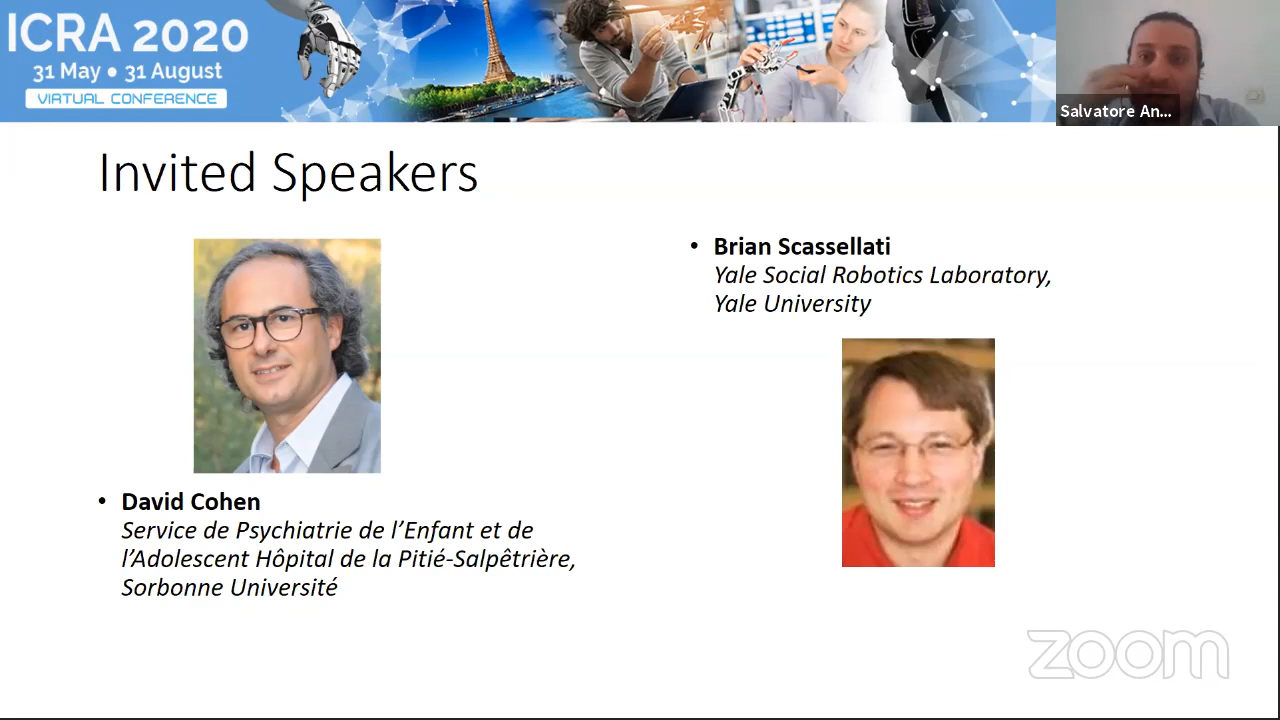 ICRA 2020
31 May • 31 August
VIRTUAL CONFERENCE
Salvatore An...
Invited Speakers
• David Cohen
Service de Psychiatrie de l’Enfant et de
l’Adolescent Hôpital de la Pitié-Salpêtrière,
Sorbonne Université
• Brian Scassellati
Yale Social Robotics Laboratory,
Yale University
zoom